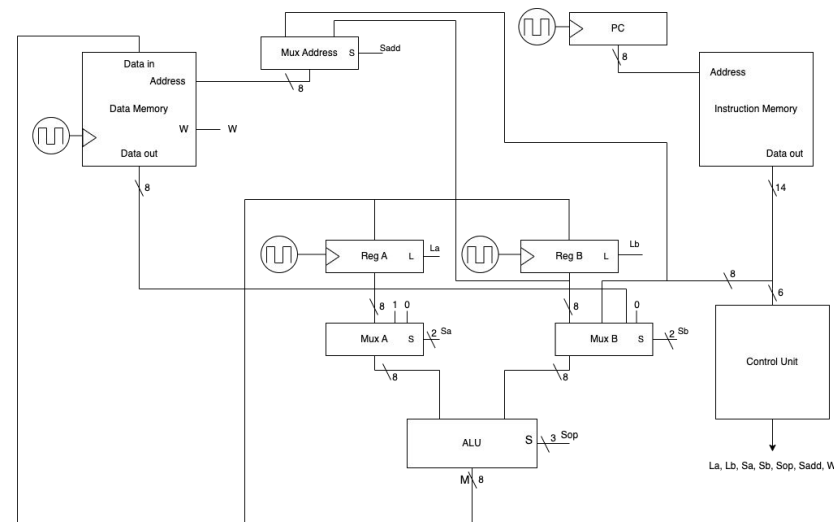 PC
8
Mux Address S Sadd
8
Data in
Address
Data Memory
W W
Data out
8
Address
Instruction Memory
Data out
14
Reg A L La
Reg B L Lb
8
6
8 1 0
8 0
Mux A S 2 Sa
Mux B S 2 Sb
8
8
Control Unit
ALU S 3 Sop
M 8
La, Lb, Sa, Sb, Sop, Sadd, W